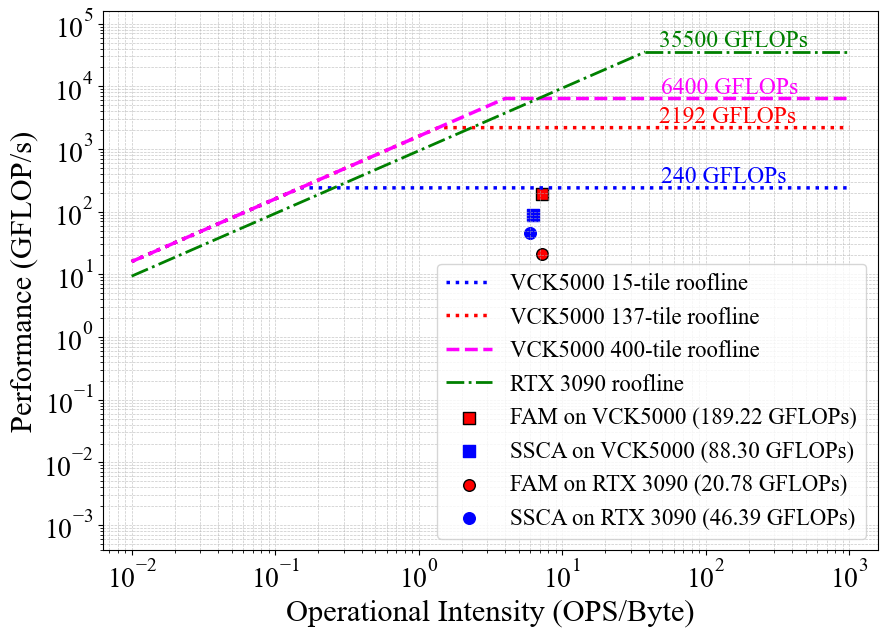 10^5
10^4
10^3
10^2
10^1
10^0
10^-1
10^-2
10^-3
Performance (GFLOP/s)
35500 GFLOPs
6400 GFLOPs
2192 GFLOPs
240 GFLOPs
VCK5000 15-tile roofline
VCK5000 137-tile roofline
VCK5000 400-tile roofline
RTX 3090 roofline
FAM on VCK5000 (189.22 GFLOPs)
SSCA on VCK5000 (88.30 GFLOPs)
FAM on RTX 3090 (20.78 GFLOPs)
SSCA on RTX 3090 (46.39 GFLOPs)
10^-2 10^-1 10^0 10^1 10^2 10^3
Operational Intensity (OPS/Byte)